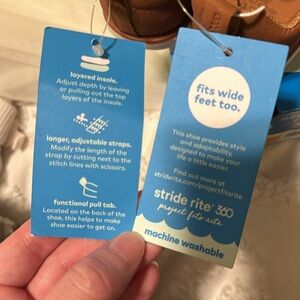 layered insole.
Adjust depth by leaving
or pulling out the top
layers of the insole.
longer, adjustable straps.
Modify the length of the
strap by cutting next to the
stitch lines with scissors.
functional pull tab.
Located on the back of the
shoe, this helps to make
shoe easier to get on.
fits wide
feet too.
This shoe provides style
and adaptability,
designed to make your
life a little easier.
Find out more at
striderite.com/projectfitsrite
stride rite 360
project fits rite
machine washable